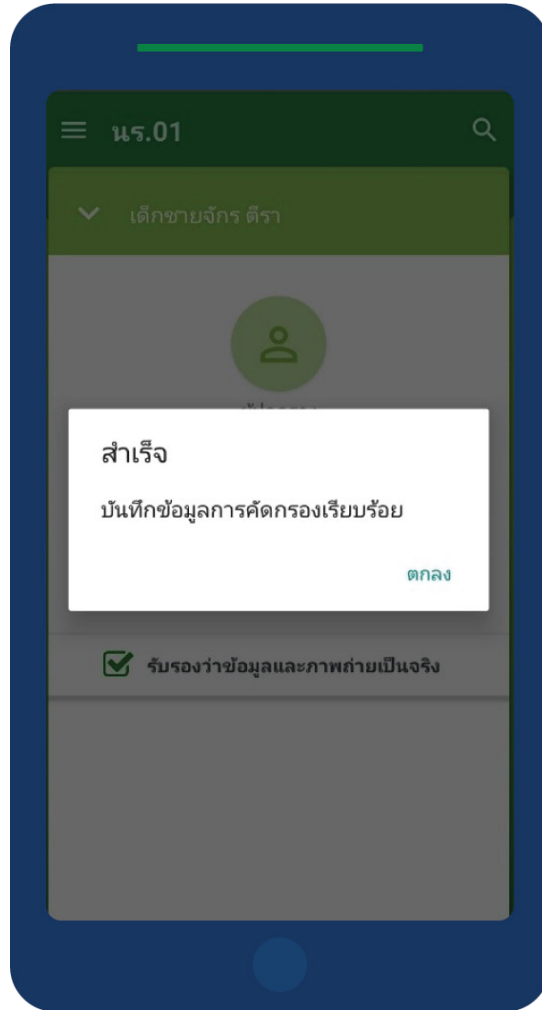 นร.01
เด็กชายจักร ตีรา
สำเร็จ
บันทึกข้อมูลการคัดกรองเรียบร้อย
ตกลง
รับรองว่าข้อมูลและภาพถ่ายเป็นจริง